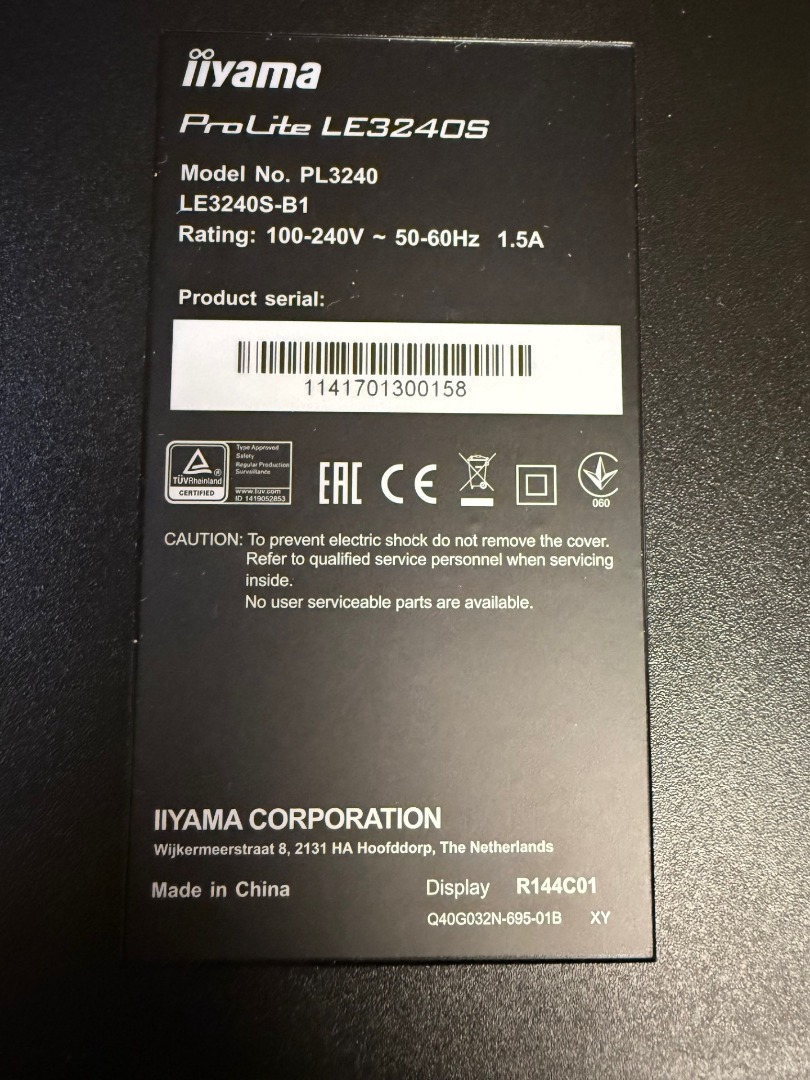 iiyama
ProLite LE3240S
Model No. PL3240
LE3240S-B1
Rating: 100-240V ~ 50-60Hz 1.5A
Product serial:
1141701300158
TÜVRheinland ®
CERTIFIED
Type Approved
Safety
Regular Production
Surveillance
www.tuv.com
ID 1419052853
EAC CE
060
CAUTION: To prevent electric shock do not remove the cover.
Refer to qualified service personnel when servicing
inside.
No user serviceable parts are available.
IIYAMA CORPORATION
Wijkermeerstraat 8, 2131 HA Hoofddorp, The Netherlands
Made in China Display R144C01
Q40G032N-695-01B XY